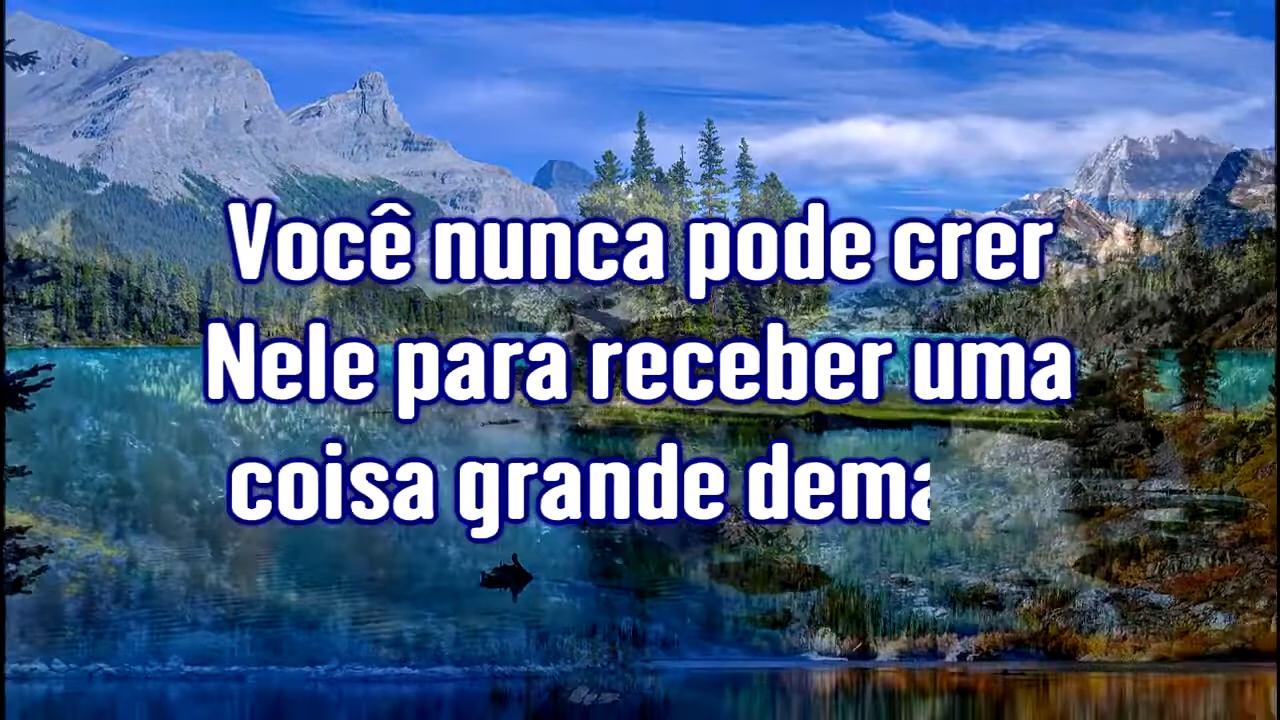 Você nunca pode crer
Nele para receber uma
coisa grande dema